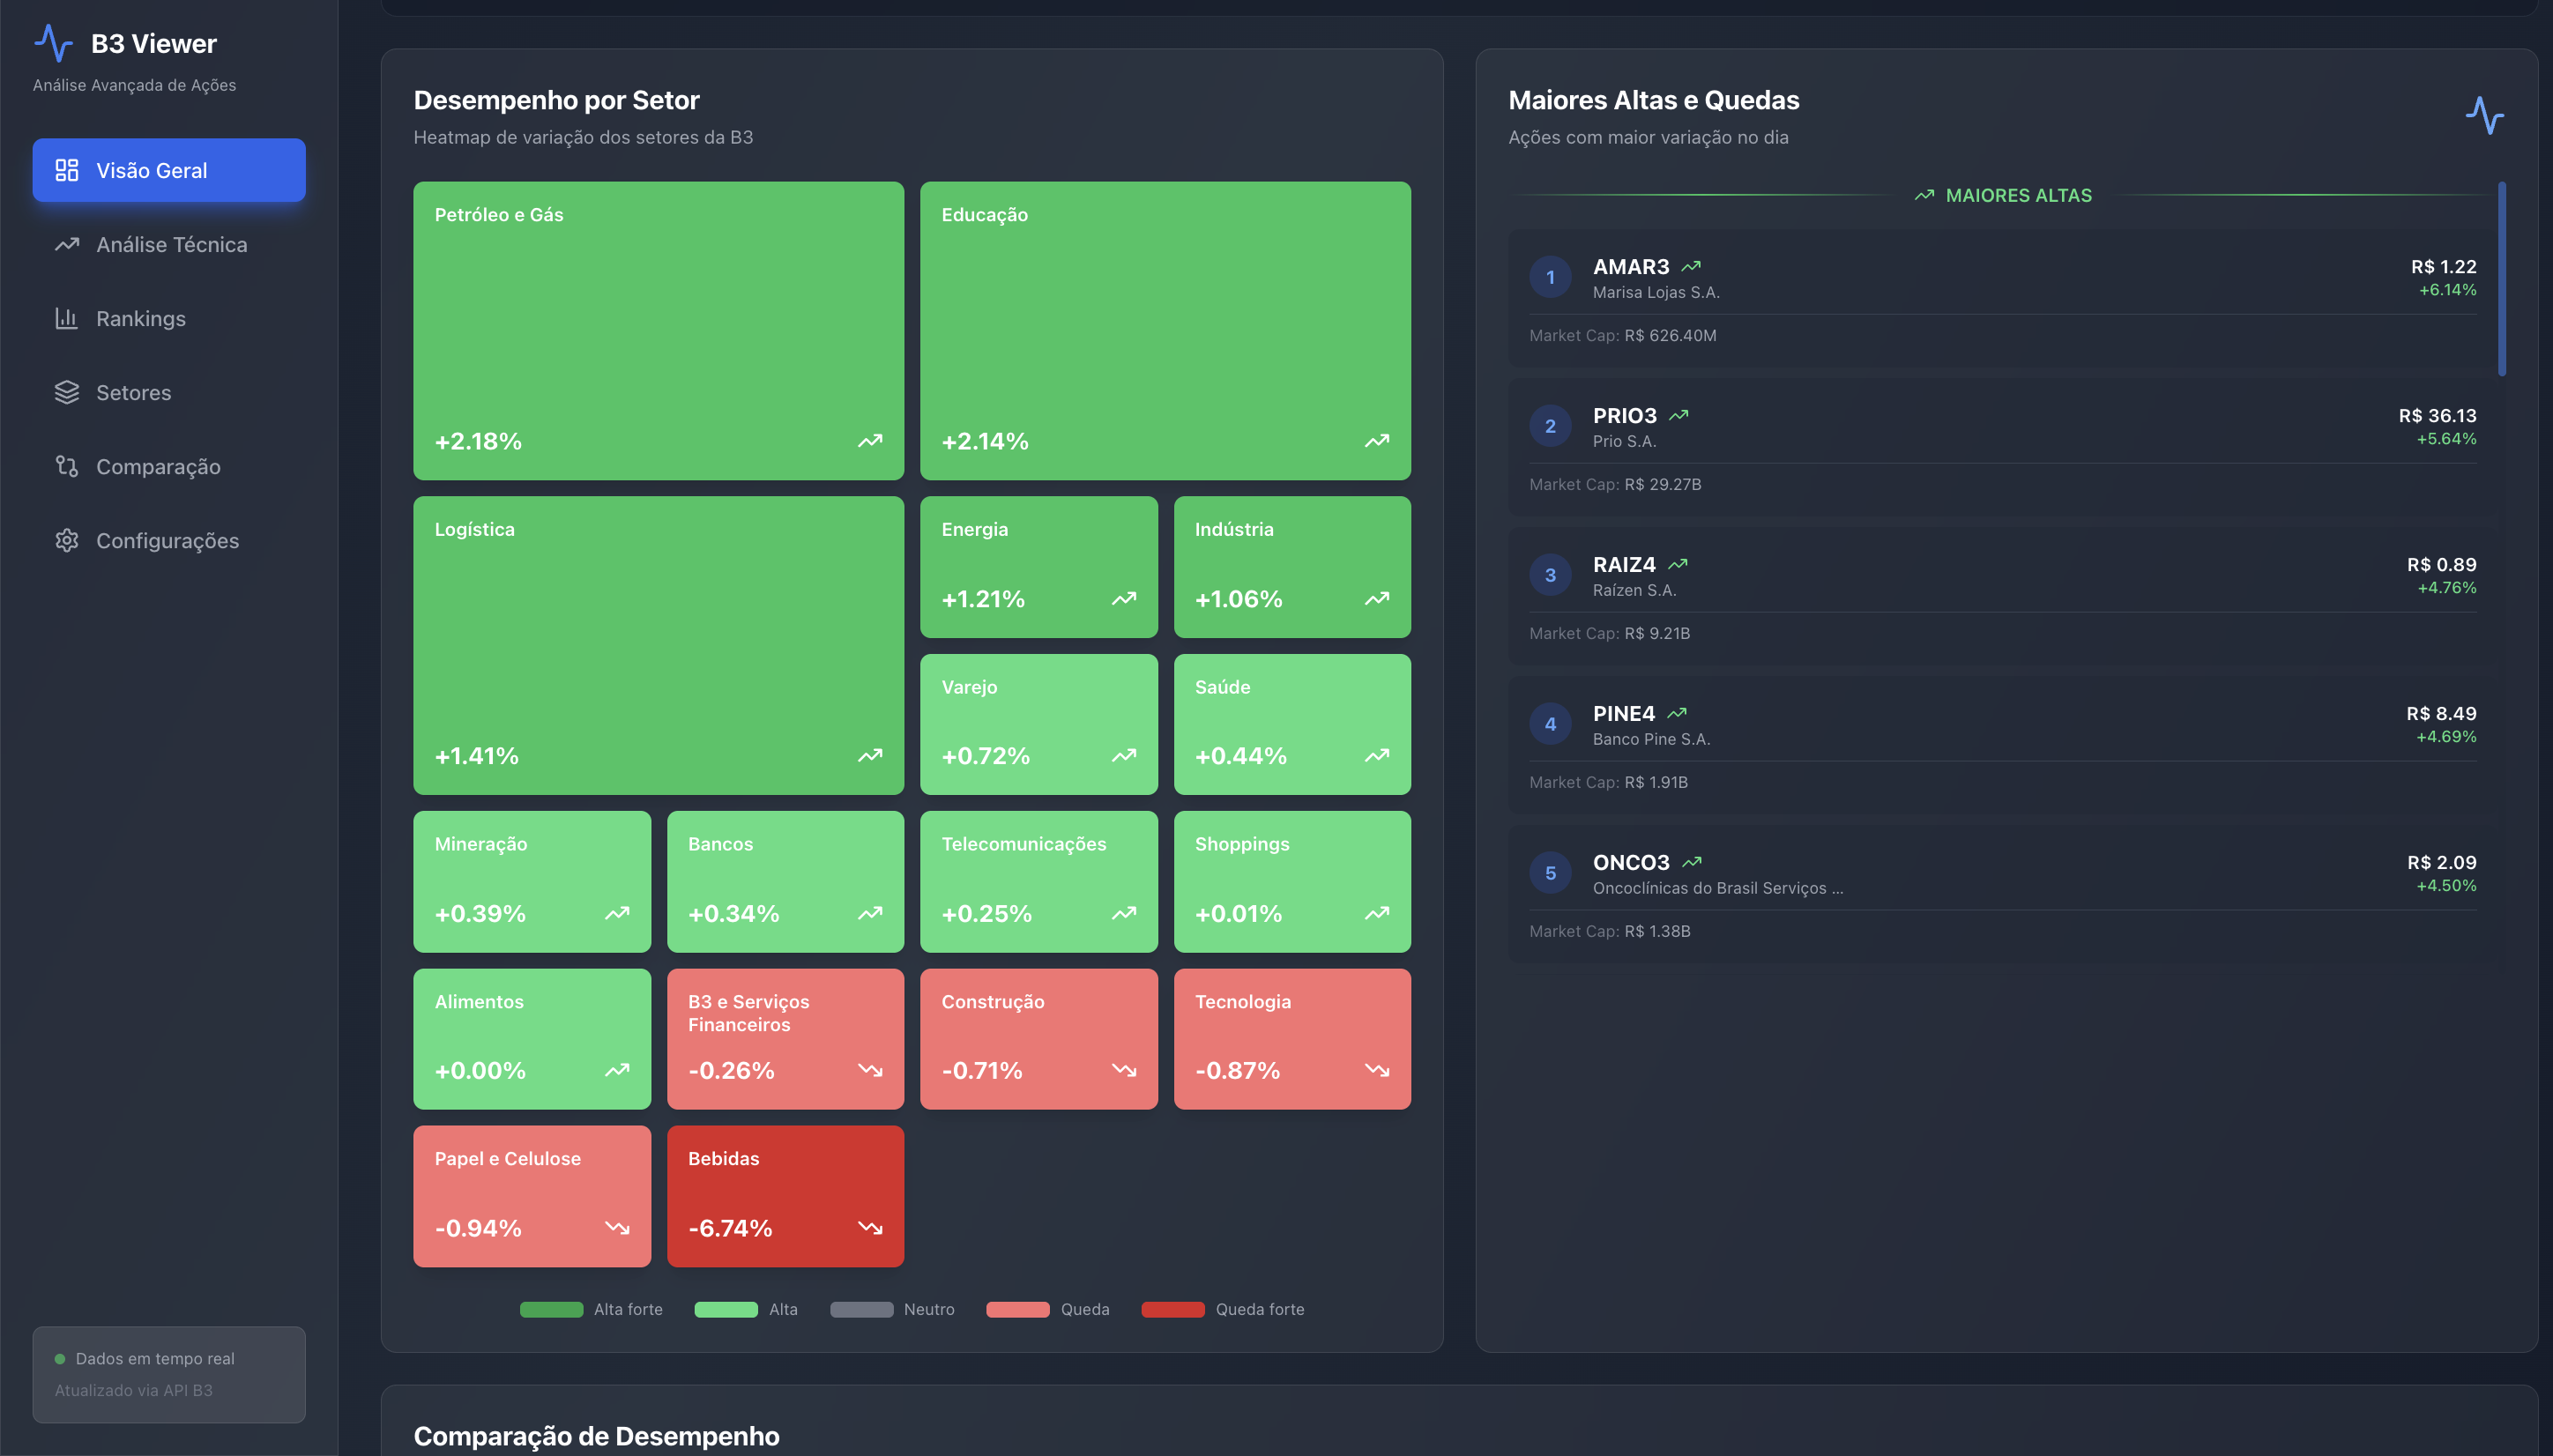 B3 Viewer
Análise Avançada de Ações
Visão Geral
Análise Técnica
Rankings
Setores
Comparação
Configurações
Dados em tempo real
Atualizado via API B3
Desempenho por Setor
Heatmap de variação dos setores da B3
Petróleo e Gás
+2.18%
Educação
+2.14%
Logística
+1.41%
Energia
+1.21%
Indústria
+1.06%
Varejo
+0.72%
Saúde
+0.44%
Mineração
+0.39%
Bancos
+0.34%
Telecomunicações
+0.25%
Shoppings
+0.01%
Alimentos
+0.00%
B3 e Serviços
Financeiros
-0.26%
Construção
-0.71%
Tecnologia
-0.87%
Papel e Celulose
-0.94%
Bebidas
-6.74%
Alta forte
Alta
Neutro
Queda
Queda forte
Maiores Altas e Quedas
Ações com maior variação no dia
MAIORES ALTAS
1
AMAR3
Marisa Lojas S.A.
R$ 1.22
+6.14%
Market Cap: R$ 626.40M
2
PRIO3
Prio S.A.
R$ 36.13
+5.64%
Market Cap: R$ 29.27B
3
RAIZ4
Raízen S.A.
R$ 0.89
+4.76%
Market Cap: R$ 9.21B
4
PINE4
Banco Pine S.A.
R$ 8.49
+4.69%
Market Cap: R$ 1.91B
5
ONCO3
Oncoclínicas do Brasil Serviços ...
R$ 2.09
+4.50%
Market Cap: R$ 1.38B
Comparação de Desempenho